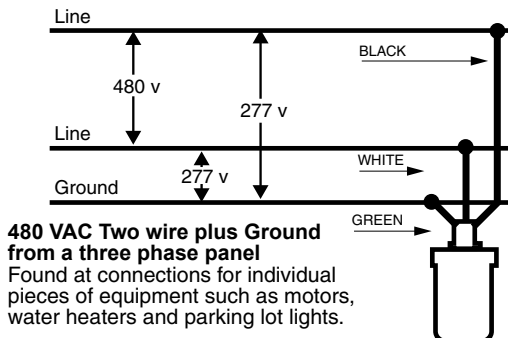 Line
BLACK
480 v
277 v
Line
WHITE
277 v
Ground
GREEN
480 VAC Two wire plus Ground
from a three phase panel
Found at connections for individual
pieces of equipment such as motors,
water heaters and parking lot lights.